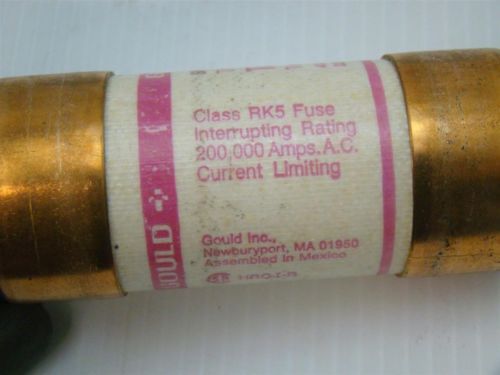 Class RK5 Fuse
Interrupting Rating
200,000 Amps. A.C.
Current Limiting
GOULD
Gould Inc.,
Newburyport, MA 01950
Assembled in Mexico